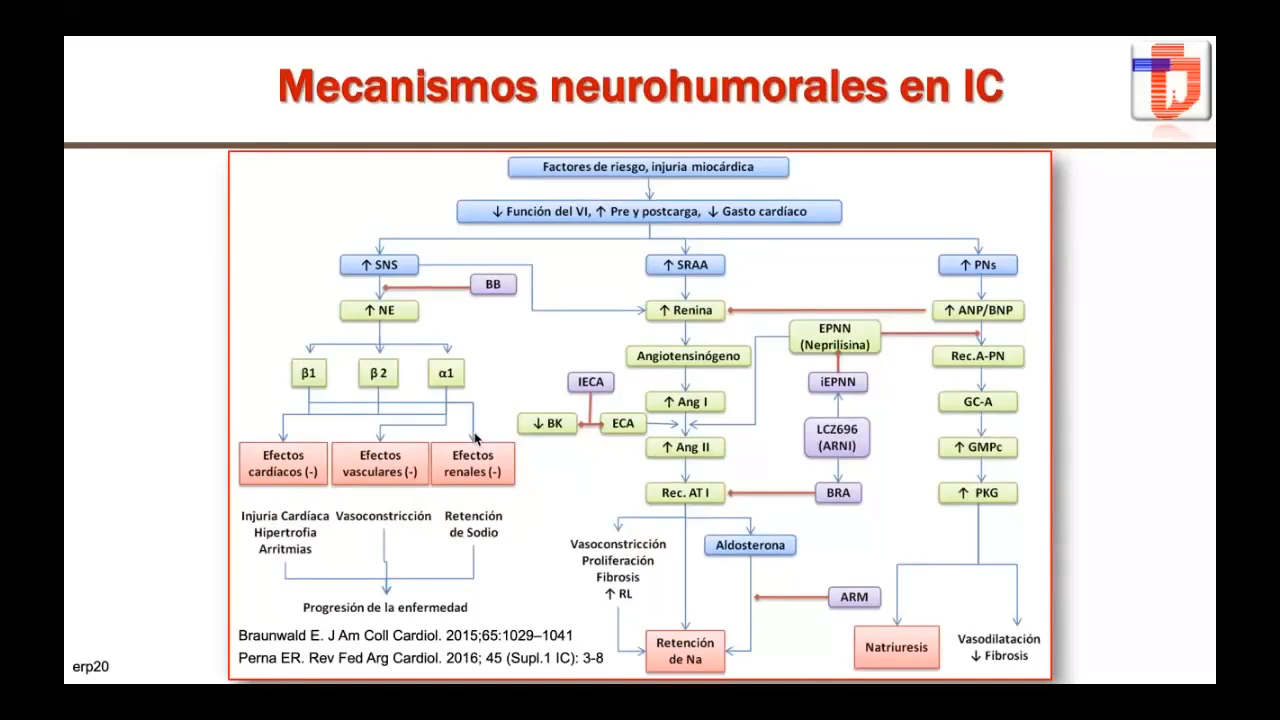 Mecanismos neurohumorales en IC
Factores de riesgo, injuria miocárdica
↓ Función del VI, ↑ Pre y postcarga, ↓ Gasto cardíaco
↑ SNS
↑ SRAA
↑ PNs
BB
↑ NE
↑ Renina
↑ ANP/BNP
EPNN
(Neprilisina)
Angiotensinógeno
Rec.A-PN
β1
β 2
α1
IECA
iEPNN
↑ Ang I
GC-A
↓ BK
ECA
LCZ696
(ARNI)
↑ Ang II
↑ GMPc
Efectos
cardíacos (-)
Efectos
vasculares (-)
Efectos
renales (-)
Rec. AT I
BRA
↑ PKG
Injuria Cardíaca
Hipertrofia
Arritmias
Vasoconstricción
Retención
de Sodio
Vasoconstricción
Proliferación
Fibrosis
↑ RL
Aldosterona
ARM
Progresión de la enfermedad
Retención
de Na
Natriuresis
Vasodilatación
↓ Fibrosis
Braunwald E. J Am Coll Cardiol. 2015;65:1029–1041
Perna ER. Rev Fed Arg Cardiol. 2016; 45 (Supl.1 IC): 3-8
erp20